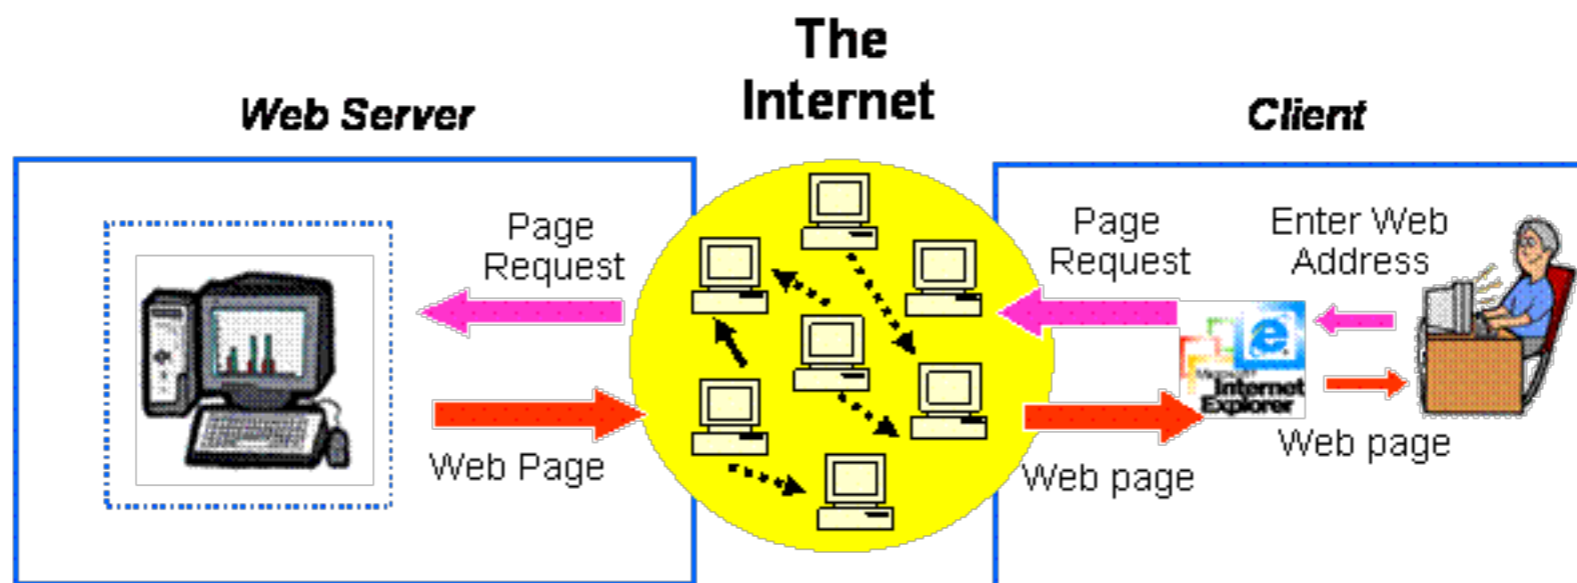 The
Internet
Web Server
Client
Page
Request
Page
Request
Enter Web
Address
Microsoft
Internet
Explorer
Web Page
Web page
Web page